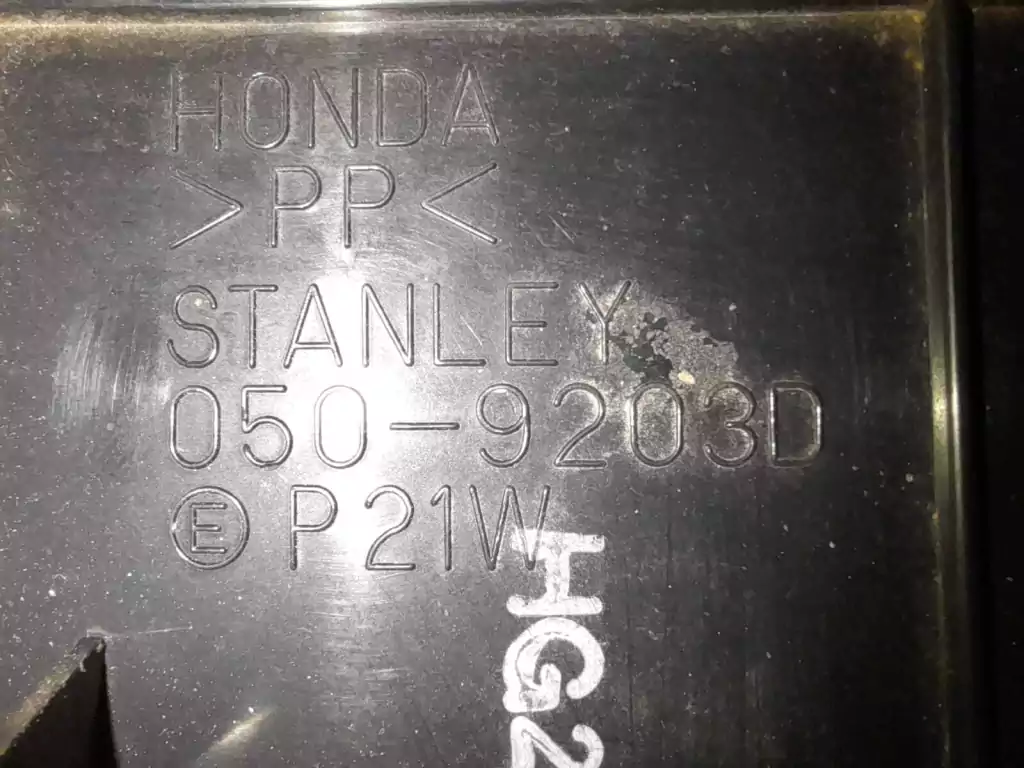 HONDA
>PP<
STANLEY
050-9203D
Ⓔ P21W
HG2